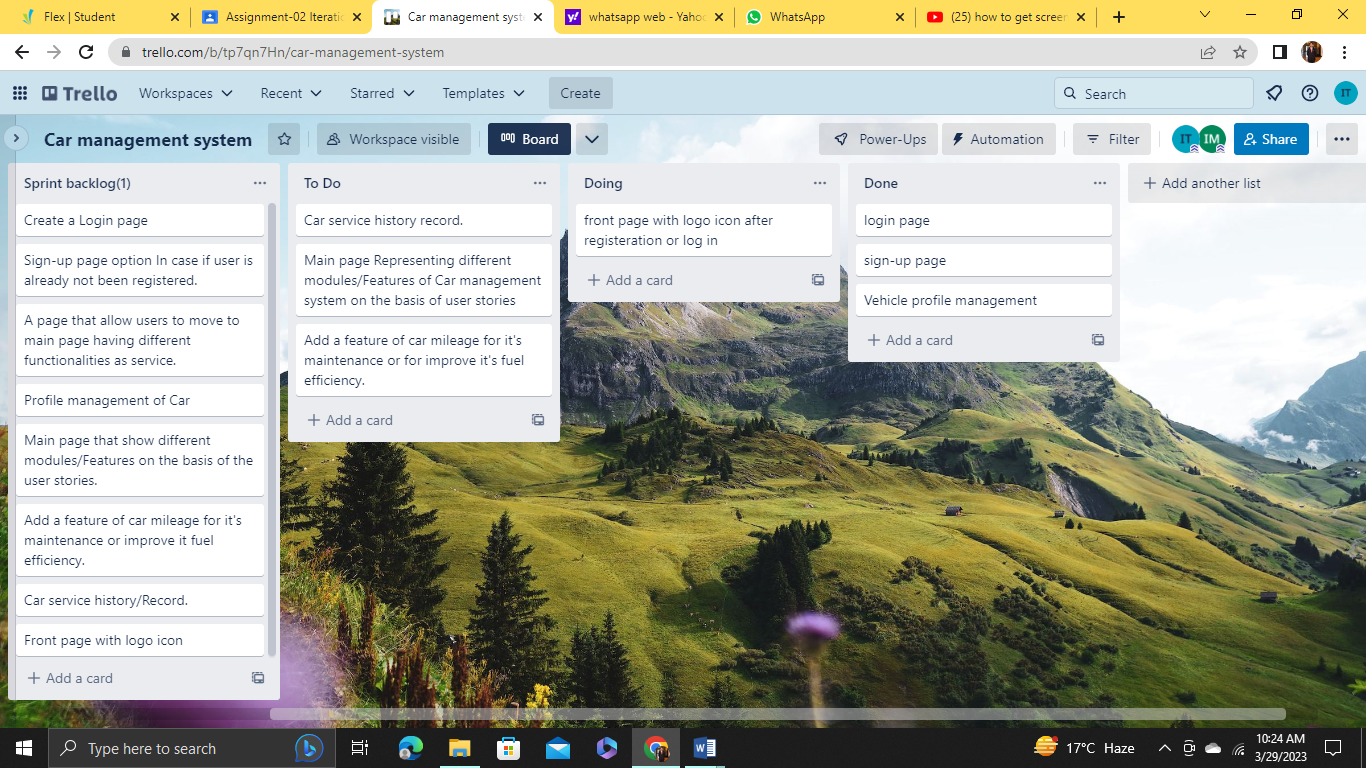 Flex | Student
Assignment-02 Iteratio
Car management syste
whatsapp web - Yahoo
WhatsApp
(25) how to get screen
trello.com/b/tp7qn7Hn/car-management-system
Trello
Workspaces
Recent
Starred
Templates
Create
Search
IT
Car management system
Workspace visible
Board
Power-Ups
Automation
Filter
IT
IM
Share
Sprint backlog(1)
Create a Login page
Sign-up page option In case if user is
already not been registered.
A page that allow users to move to
main page having different
functionalities as service.
Profile management of Car
Main page that show different
modules/Features on the basis of the
user stories.
Add a feature of car mileage for it's
maintenance or improve it fuel
efficiency.
Car service history/Record.
Front page with logo icon
Add a card
To Do
Car service history record.
Main page Representing different
modules/Features of Car management
system on the basis of user stories
Add a feature of car mileage for it's
maintenance or for improve it's fuel
efficiency.
Add a card
Doing
front page with logo icon after
registeration or log in
Add a card
Done
login page
sign-up page
Vehicle profile management
Add a card
Add another list
Type here to search
17°C Haze
10:24 AM
3/29/2023